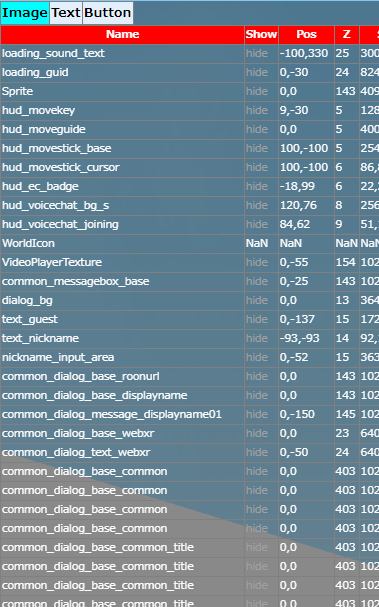 Image Text Button
Name Show Pos Z
loading_sound_text hide -100,330 25 300
loading_guid hide 0,-30 24 824
Sprite hide 0,0 143 409
hud_movekey hide 9,-30 5 128
hud_moveguide hide 0,0 5 400
hud_movestick_base hide 100,-100 5 254
hud_movestick_cursor hide 100,-100 6 86,
hud_ec_badge hide -18,99 6 22,
hud_voicechat_bg_s hide 120,76 8 256
hud_voicechat_joining hide 84,62 9 51,
WorldIcon NaN NaN NaN NaN
VideoPlayerTexture hide 0,-55 154 102
common_messagebox_base hide 0,-25 143 102
dialog_bg hide 0,0 13 364
text_guest hide 0,-137 15 172
text_nickname hide -93,-93 14 92,
nickname_input_area hide 0,-52 15 363
common_dialog_base_roonurl hide 0,0 143 102
common_dialog_base_displayname hide 0,0 143 102
common_dialog_message_displayname01 hide 0,-150 145 102
common_dialog_base_webxr hide 0,0 23 640
common_dialog_text_webxr hide 0,-50 24 640
common_dialog_base_common hide 0,0 403 102
common_dialog_base_common hide 0,0 403 102
common_dialog_base_common hide 0,0 403 102
common_dialog_base_common hide 0,0 403 102
common_dialog_base_common_title hide 0,0 403 102
common_dialog_base_common_title hide 0,0 403 102
common_dialog_base_common_title hide 0,0 403 102